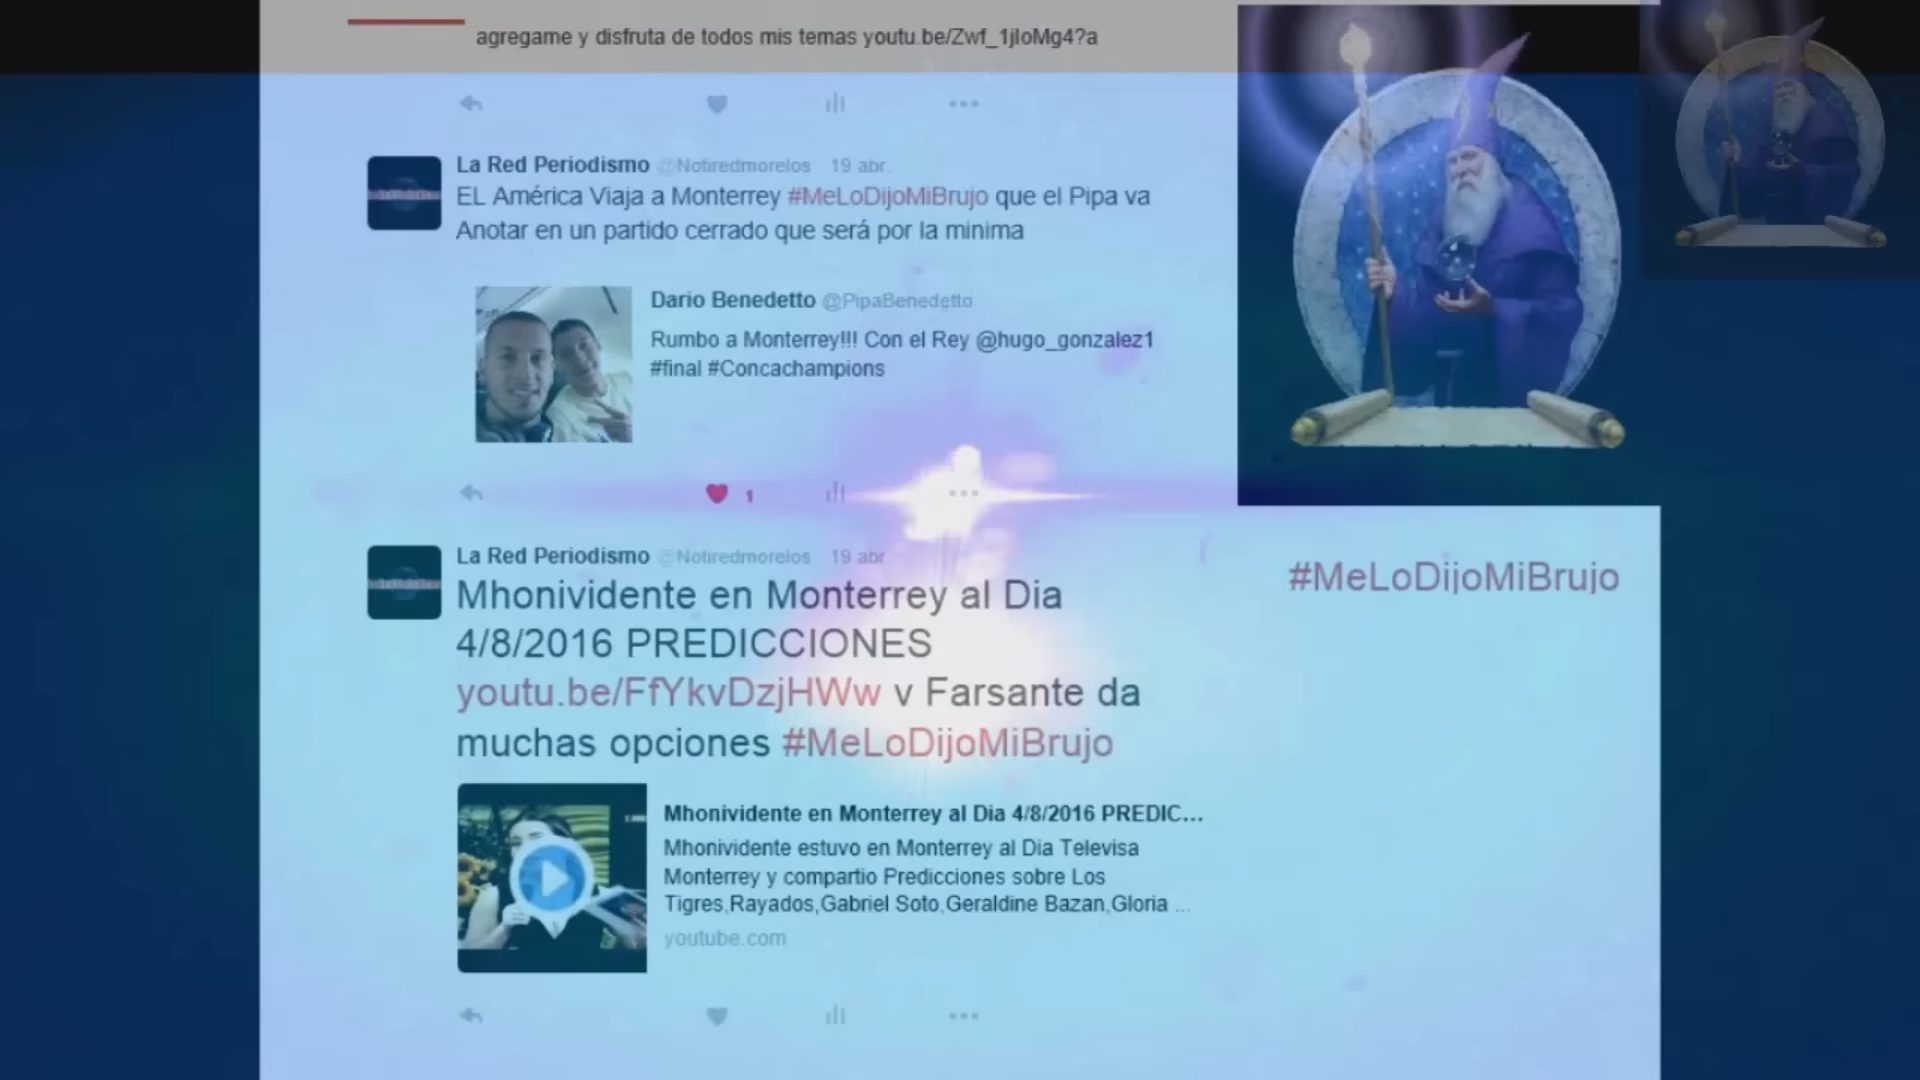 agregame y disfruta de todos mis temas youtu.be/Zwf_1jIoMg4?a
La Red Periodismo @Notiredmorelos 19 abr.
EL América Viaja a Monterrey #MeLoDijoMiBrujo que el Pipa va
Anotar en un partido cerrado que será por la minima
Dario Benedetto @PipaBenedetto
Rumbo a Monterrey!!! Con el Rey @hugo_gonzalez1
#final #Concachampions
1
La Red Periodismo @Notiredmorelos 19 abr
Mhonividente en Monterrey al Dia
4/8/2016 PREDICCIONES
youtu.be/FfYkvDzjHWw v Farsante da
muchas opciones #MeLoDijoMiBrujo
Mhonividente en Monterrey al Dia 4/8/2016 PREDIC...
Mhonividente estuvo en Monterrey al Dia Televisa
Monterrey y compartio Predicciones sobre Los
Tigres,Rayados,Gabriel Soto,Geraldine Bazan,Gloria ...
youtube.com
#MeLoDijoMiBrujo